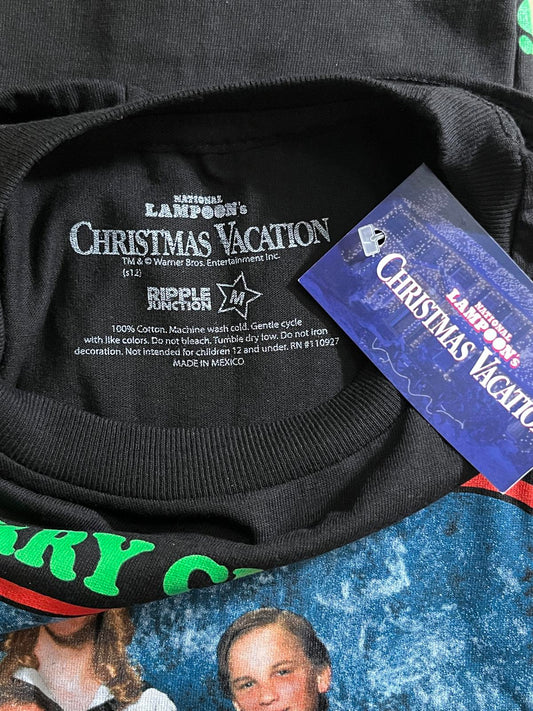 NATIONAL
LAMPOON's
CHRISTMAS VACATION
TM & © Warner Bros. Entertainment Inc.
(s12)
RIPPLE
JUNCTION
M
100% Cotton. Machine wash cold. Gentle cycle
with like colors. Do not bleach. Tumble dry low. Do not iron
decoration. Not intended for children 12 and under. RN #110927
MADE IN MEXICO
NATIONAL
LAMPOON's
CHRISTMAS VACATIO
RRY C